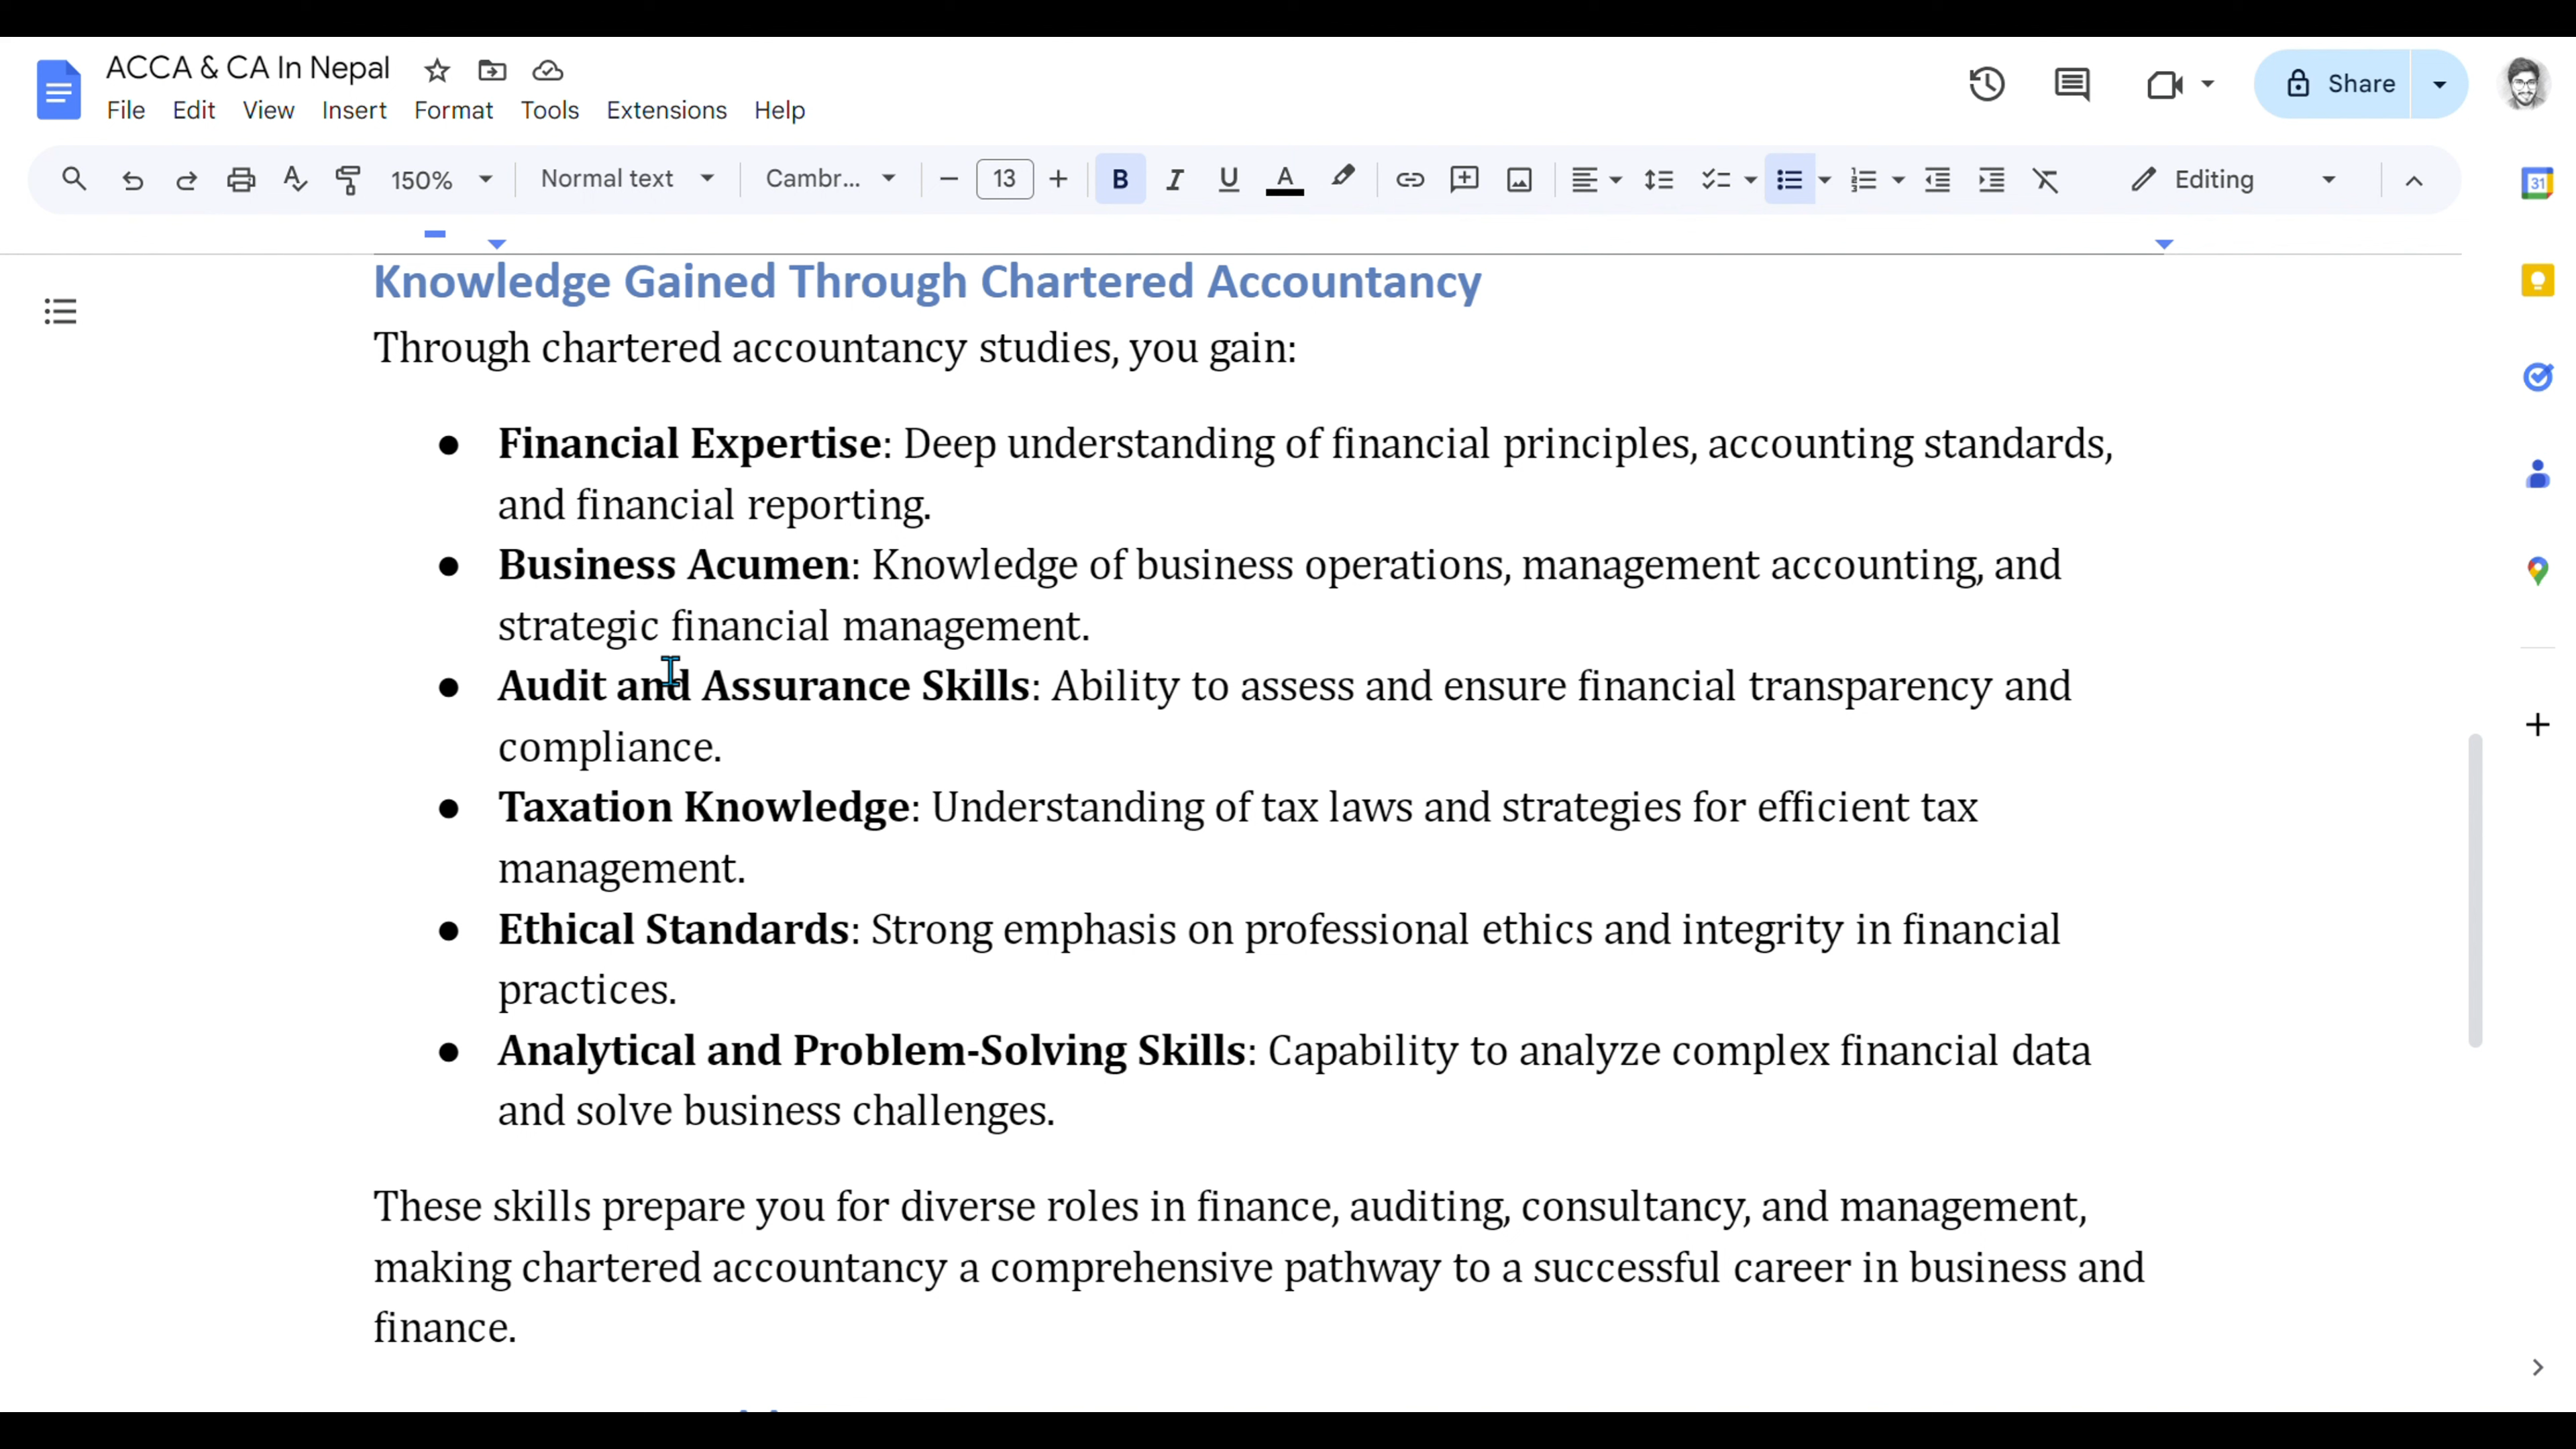 ACCA & CA In Nepal
File Edit View Insert Format Tools Extensions Help
Share
150% Normal text Cambr... 13 B I U A Editing
31
Knowledge Gained Through Chartered Accountancy
Through chartered accountancy studies, you gain:
● Financial Expertise: Deep understanding of financial principles, accounting standards,
and financial reporting.
● Business Acumen: Knowledge of business operations, management accounting, and
strategic financial management.
● Audit and Assurance Skills: Ability to assess and ensure financial transparency and
compliance.
● Taxation Knowledge: Understanding of tax laws and strategies for efficient tax
management.
● Ethical Standards: Strong emphasis on professional ethics and integrity in financial
practices.
● Analytical and Problem-Solving Skills: Capability to analyze complex financial data
and solve business challenges.
These skills prepare you for diverse roles in finance, auditing, consultancy, and management,
making chartered accountancy a comprehensive pathway to a successful career in business and
finance.